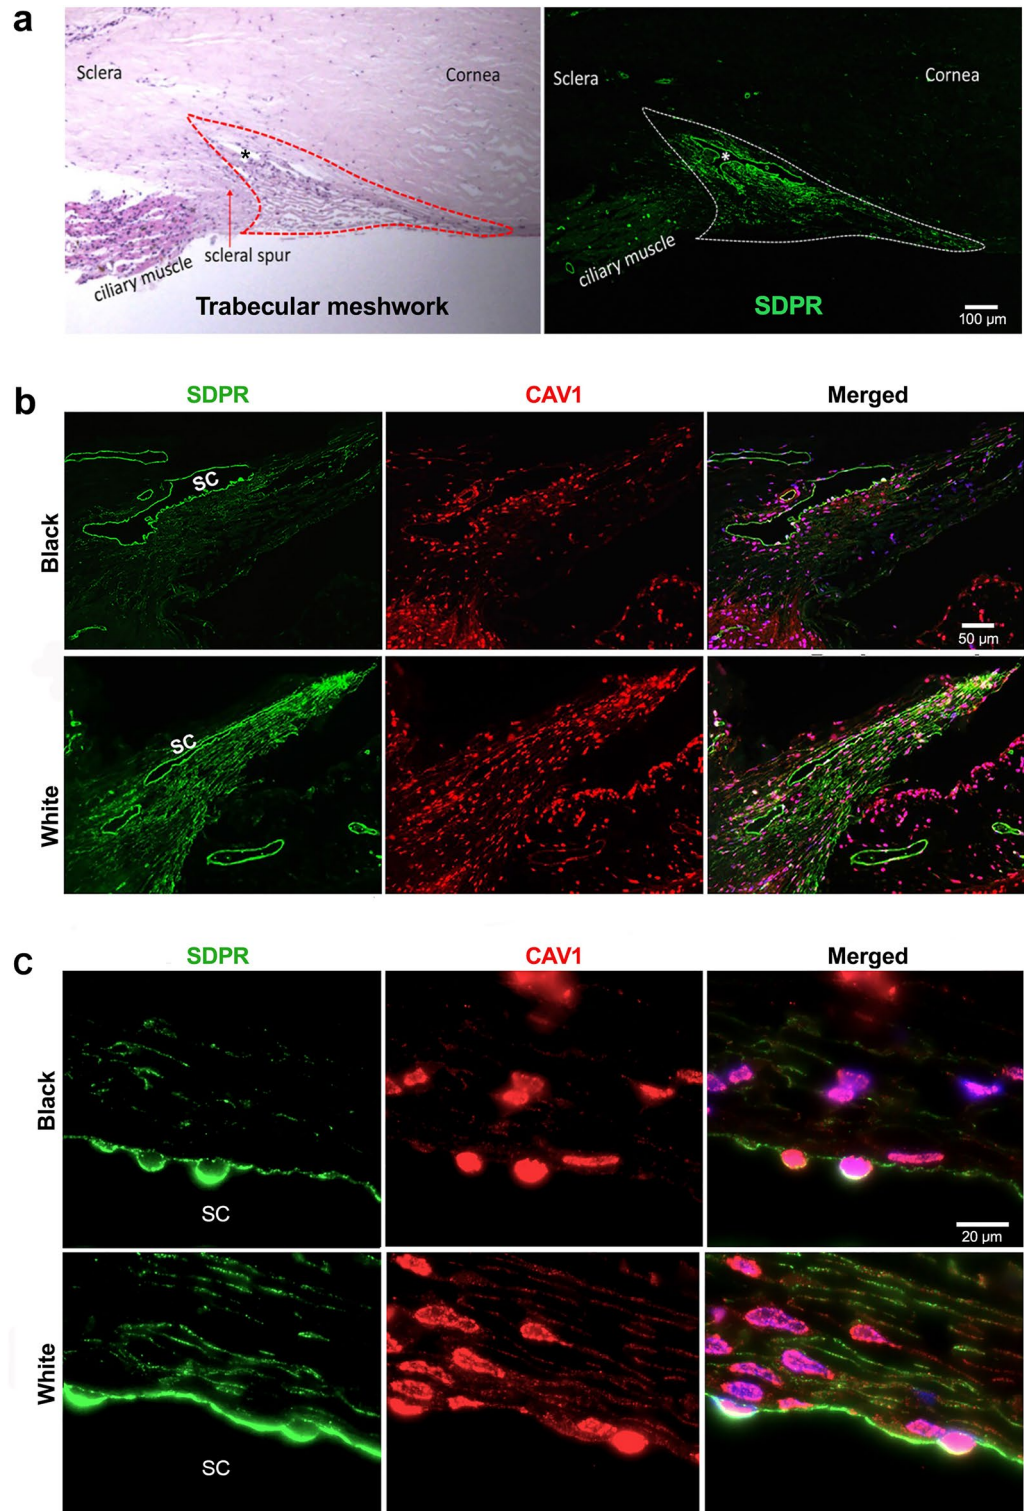 a
Sclera
Cornea
*
scleral spur
ciliary muscle
Trabecular meshwork
Sclera
Cornea
*
ciliary muscle
SDPR
100 µm
b
SDPR
CAV1
Merged
Black
SC
50 µm
White
SC
c
SDPR
CAV1
Merged
Black
SC
20 µm
White
SC